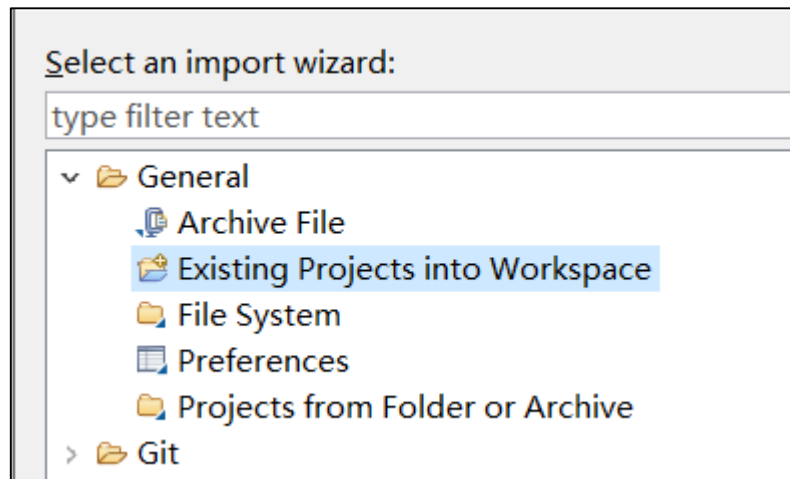 Select an import wizard:
type filter text
General
Archive File
Existing Projects into Workspace
File System
Preferences
Projects from Folder or Archive
Git